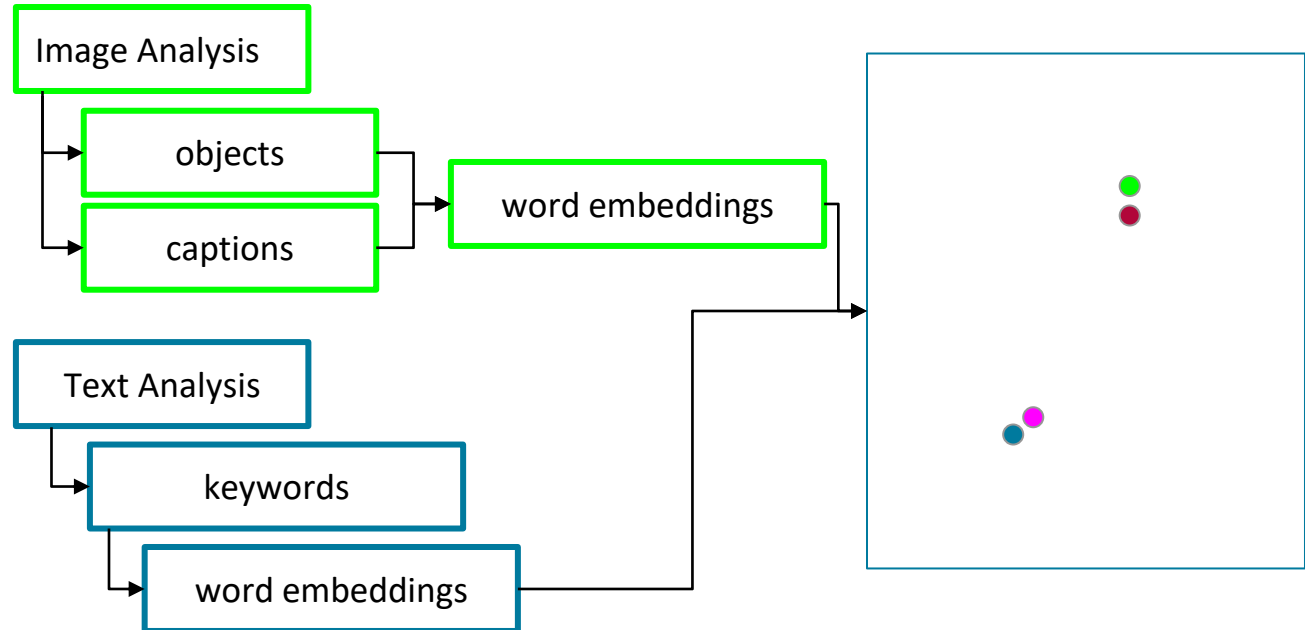 Image Analysis
objects
captions
word embeddings
Text Analysis
keywords
word embeddings